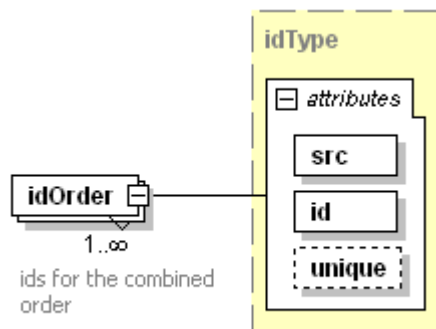 idType
attributes
src
idOrder
id
1..∞
unique
ids for the combined
order